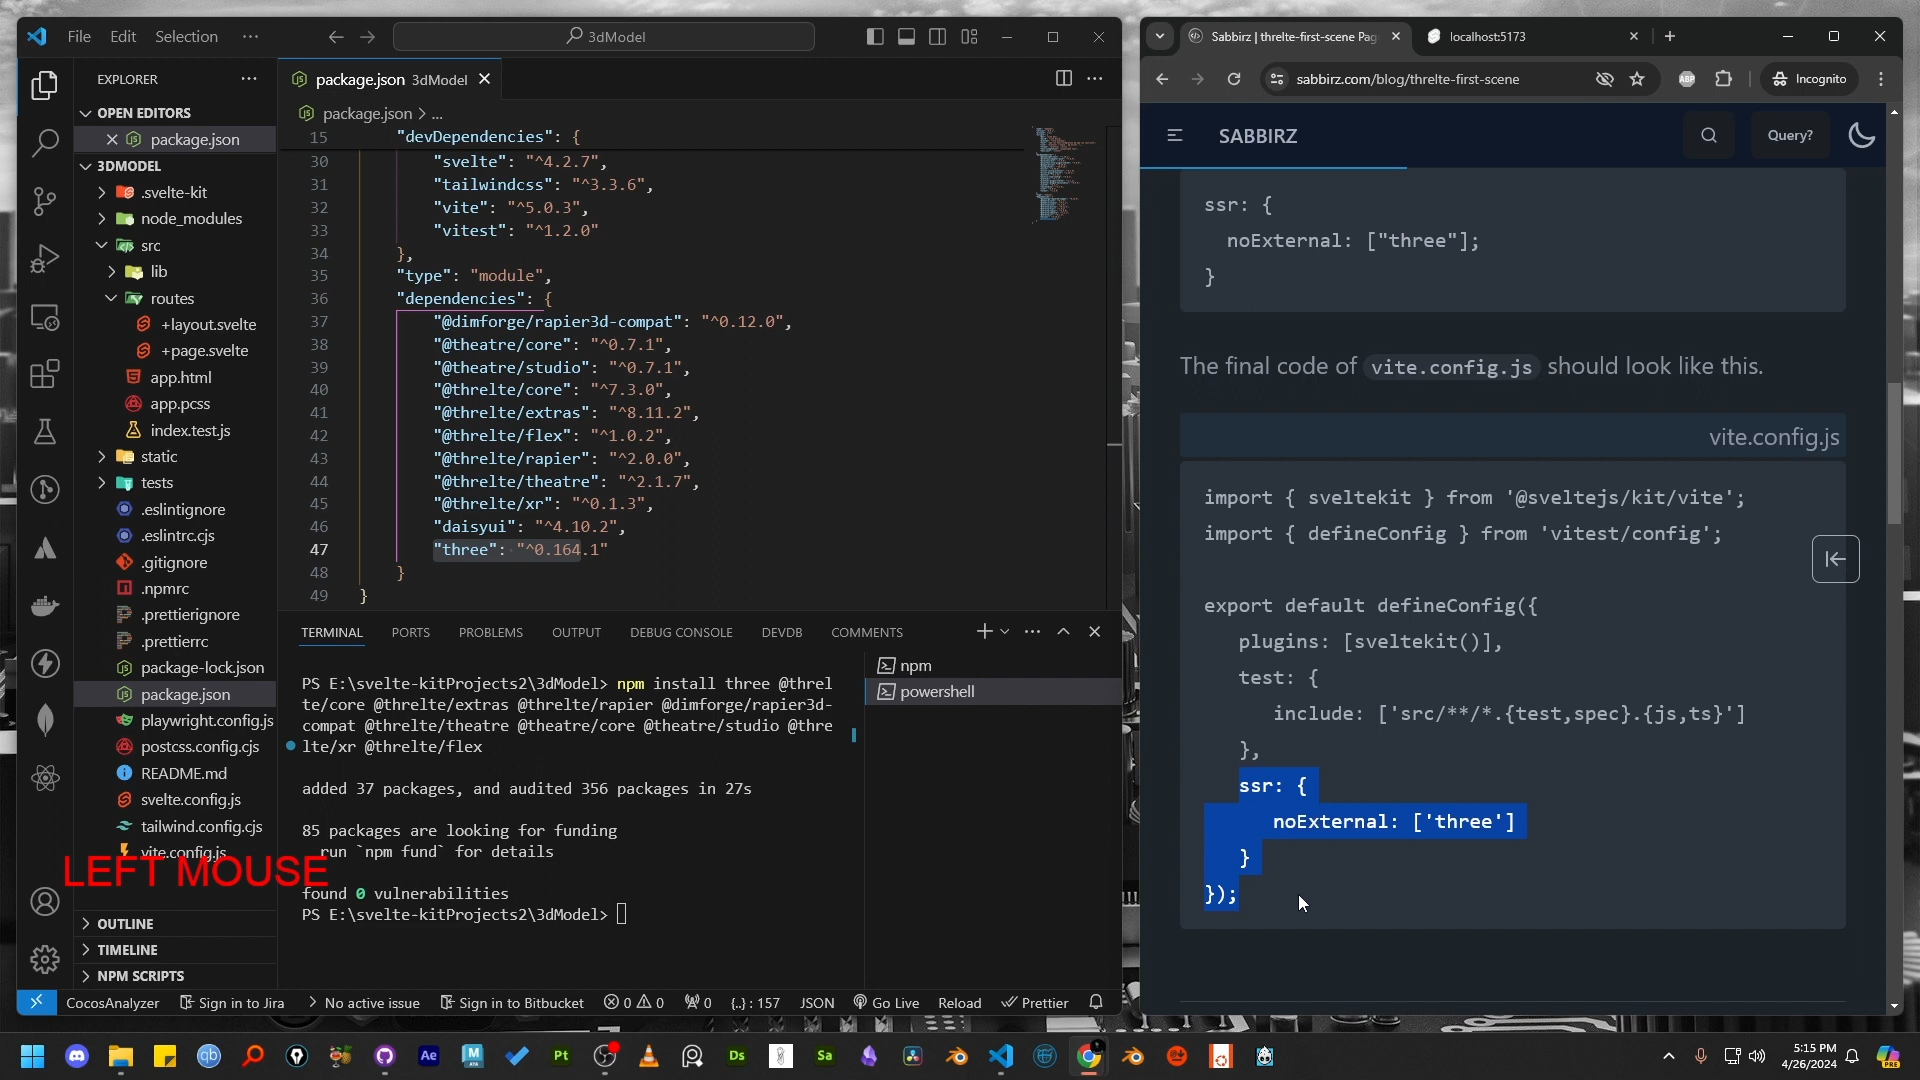 File Edit Selection ···
3dModel
EXPLORER
OPEN EDITORS
package.json
3DMODEL
.svelte-kit
node_modules
src
lib
routes
+layout.svelte
+page.svelte
app.html
app.pcss
index.test.js
static
tests
.eslintignore
.eslintrc.cjs
.gitignore
.npmrc
.prettierignore
.prettierrc
package-lock.json
package.json
playwright.config.js
postcss.config.cjs
README.md
svelte.config.js
tailwind.config.cjs
vite.config.js
LEFT MOUSE
OUTLINE
TIMELINE
NPM SCRIPTS
package.json 3dModel
package.json > ...
15 "devDependencies": {
30 "svelte": "^4.2.7",
31 "tailwindcss": "^3.3.6",
32 "vite": "^5.0.3",
33 "vitest": "^1.2.0"
34 },
35 "type": "module",
36 "dependencies": {
37 "@dimforge/rapier3d-compat": "^0.12.0",
38 "@theatre/core": "^0.7.1",
39 "@theatre/studio": "^0.7.1",
40 "@threlte/core": "^7.3.0",
41 "@threlte/extras": "^8.11.2",
42 "@threlte/flex": "^1.0.2",
43 "@threlte/rapier": "^2.0.0",
44 "@threlte/theatre": "^2.1.7",
45 "@threlte/xr": "^0.1.3",
46 "daisyui": "^4.10.2",
47 "three": "^0.164.1"
48 }
49 }
TERMINAL PORTS PROBLEMS OUTPUT DEBUG CONSOLE DEVDB COMMENTS
npm
powershell
PS E:\svelte-kitProjects2\3dModel> npm install three @threl
te/core @threlte/extras @threlte/rapier @dimforge/rapier3d-
compat @threlte/theatre @theatre/core @theatre/studio @thre
lte/xr @threlte/flex
added 37 packages, and audited 356 packages in 27s
85 packages are looking for funding
run `npm fund` for details
found 0 vulnerabilities
PS E:\svelte-kitProjects2\3dModel>
CocosAnalyzer Sign in to Jira No active issue Sign in to Bitbucket 0 0 0 {..} : 157 JSON Go Live Reload Prettier
Sabbirz | threlte-first-scene Pag
localhost:5173
sabbirz.com/blog/threlte-first-scene
ABP
Incognito
SABBIRZ
Query?
ssr: {
noExternal: ["three"];
}
The final code of vite.config.js should look like this.
vite.config.js
import { sveltekit } from '@sveltejs/kit/vite';
import { defineConfig } from 'vitest/config';
export default defineConfig({
plugins: [sveltekit()],
test: {
include: ['src/**/*.{test,spec}.{js,ts}']
},
ssr: {
noExternal: ['three']
}
});
qb
Ae
M
Pt
Ds
Sa
5:15 PM
4/26/2024
PRE